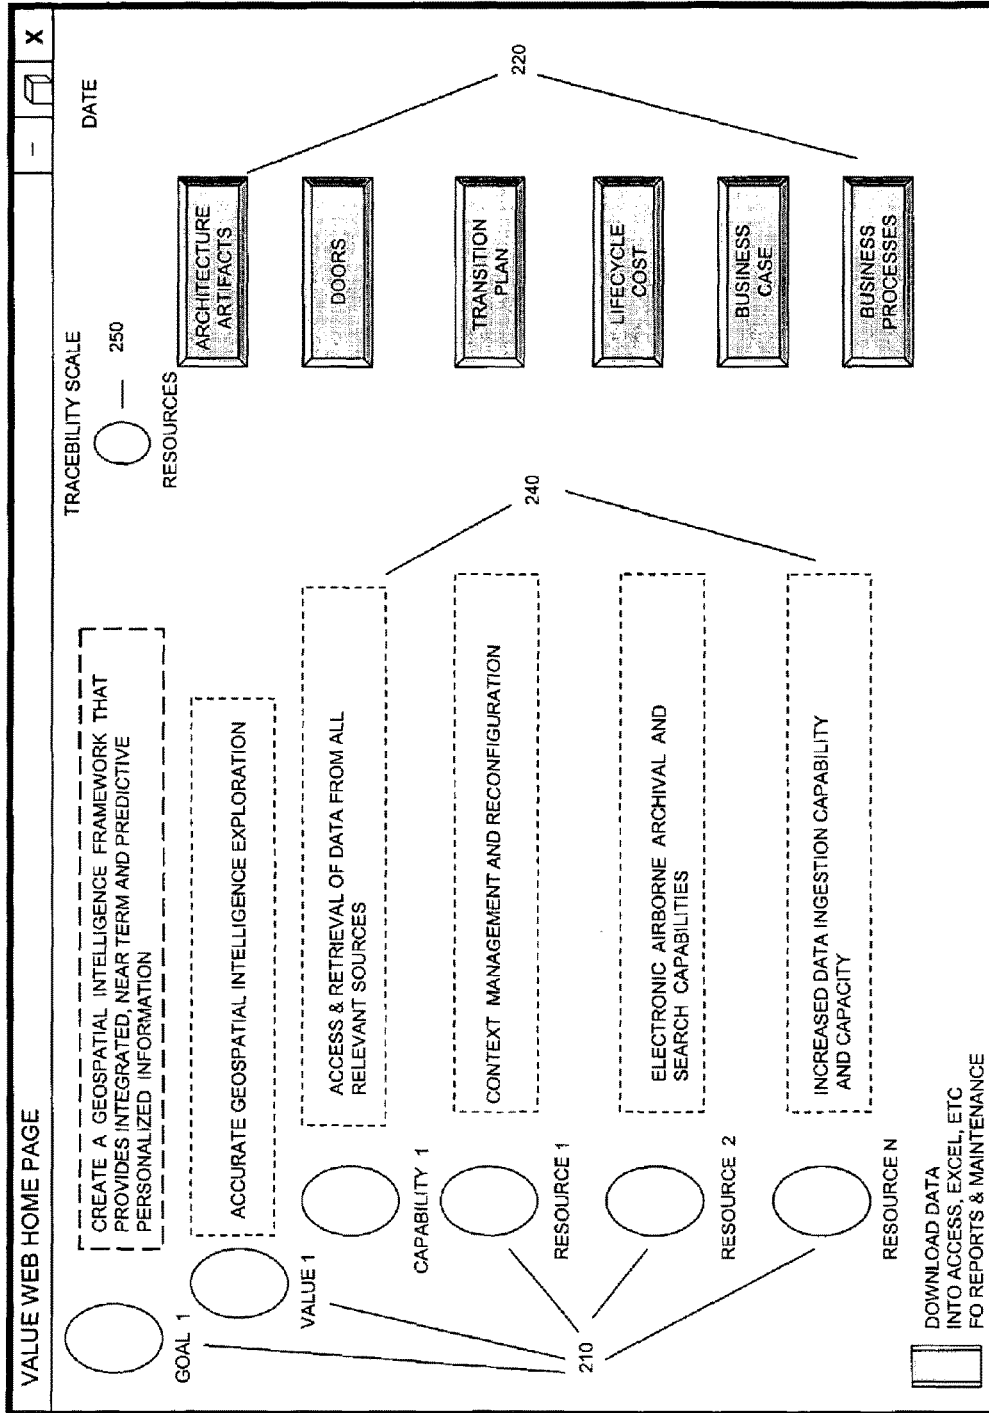 VALUE WEB HOME PAGE
– X
TRACEBILITY SCALE
DATE
250
RESOURCES
GOAL 1
CREATE A GEOSPATIAL INTELLIGENCE FRAMEWORK THAT
PROVIDES INTEGRATED, NEAR TERM AND PREDICTIVE
PERSONALIZED INFORMATION
VALUE 1
ACCURATE GEOSPATIAL INTELLIGENCE EXPLORATION
CAPABILITY 1
ACCESS & RETRIEVAL OF DATA FROM ALL
RELEVANT SOURCES
RESOURCE 1
CONTEXT MANAGEMENT AND RECONFIGURATION
RESOURCE 2
ELECTRONIC AIRBORNE ARCHIVAL AND
SEARCH CAPABILITIES
RESOURCE N
INCREASED DATA INGESTION CAPABILITY
AND CAPACITY
210
240
ARCHITECTURE
ARTIFACTS
DOORS
TRANSITION
PLAN
LIFECYCLE
COST
BUSINESS
CASE
BUSINESS
PROCESSES
220
DOWNLOAD DATA
INTO ACCESS, EXCEL, ETC
FO REPORTS & MAINTENANCE